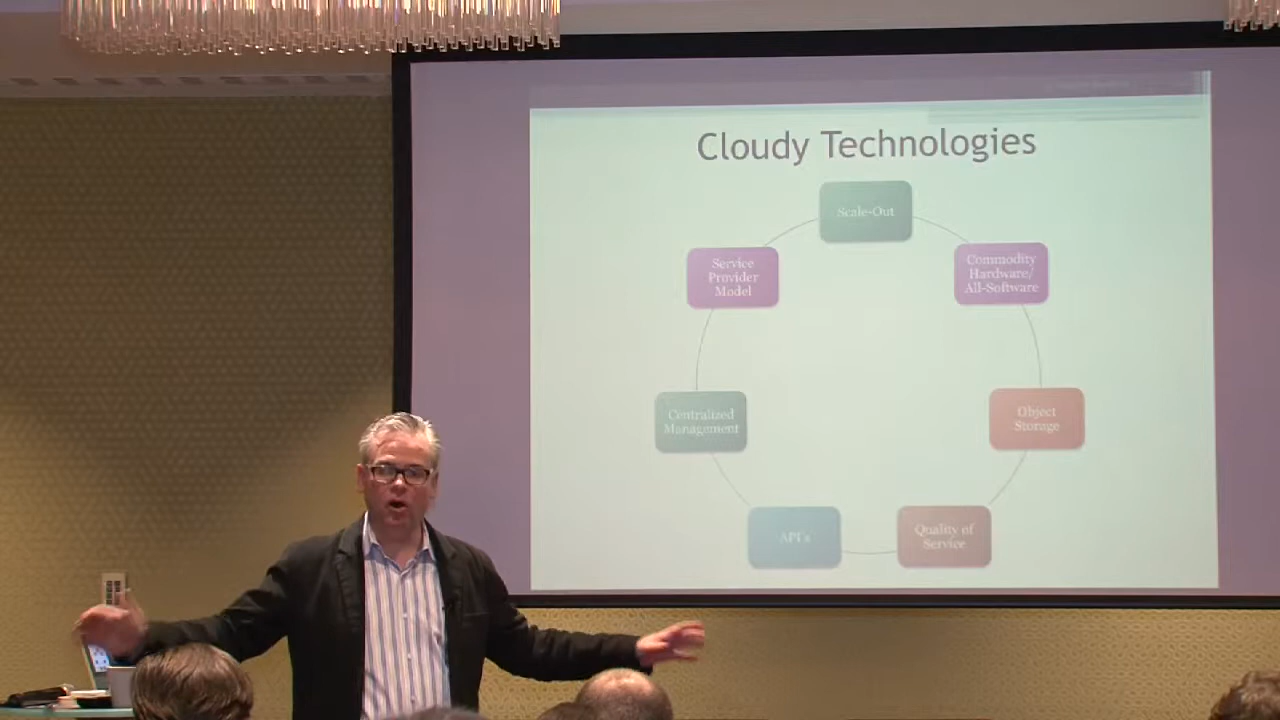 Cloudy Technologies
Scale-Out
Commodity
Hardware/
All-Software
Object
Storage
Quality of
Service
API's
Centralized
Management
Service
Provider
Model